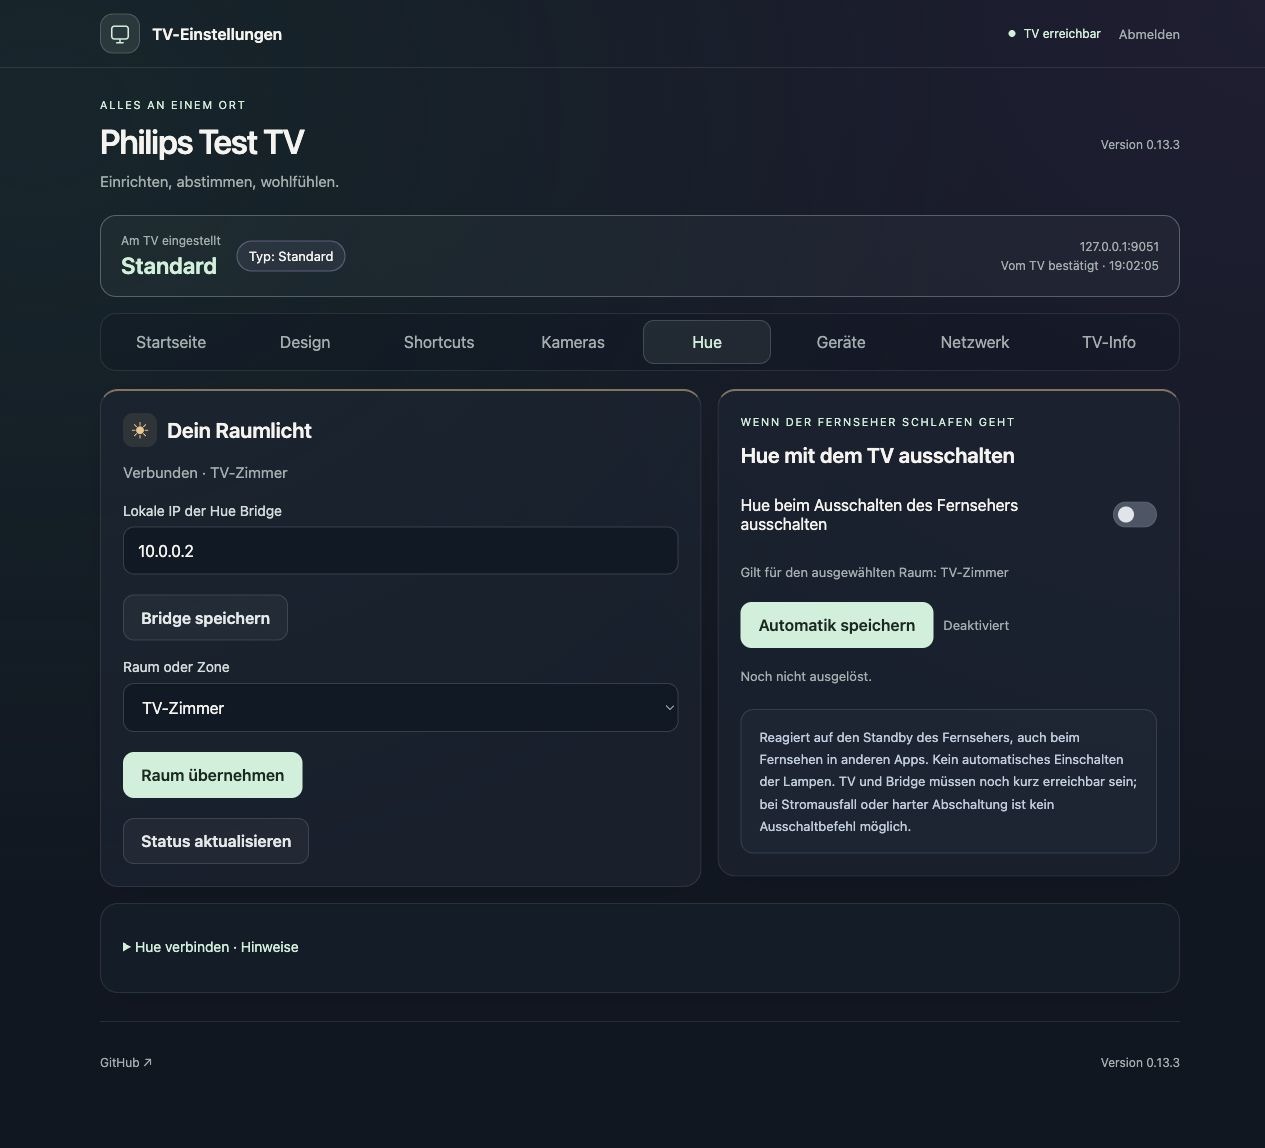 TV-Einstellungen
TV erreichbar
Abmelden
ALLES AN EINEM ORT
Philips Test TV
Version 0.13.3
Einrichten, abstimmen, wohlfühlen.
Am TV eingestellt
Standard
Typ: Standard
127.0.0.1:9051
Vom TV bestätigt · 19:02:05
Startseite
Design
Shortcuts
Kameras
Hue
Geräte
Netzwerk
TV-Info
Dein Raumlicht
Verbunden · TV-Zimmer
Lokale IP der Hue Bridge
10.0.0.2
Bridge speichern
Raum oder Zone
TV-Zimmer
Raum übernehmen
Status aktualisieren
WENN DER FERNSEHER SCHLAFEN GEHT
Hue mit dem TV ausschalten
Hue beim Ausschalten des Fernsehers
ausschalten
Gilt für den ausgewählten Raum: TV-Zimmer
Automatik speichern
Deaktiviert
Noch nicht ausgelöst.
Reagiert auf den Standby des Fernsehers, auch beim
Fernsehen in anderen Apps. Kein automatisches Einschalten
der Lampen. TV und Bridge müssen noch kurz erreichbar sein;
bei Stromausfall oder harter Abschaltung ist kein
Ausschaltbefehl möglich.
Hue verbinden · Hinweise
GitHub ↗
Version 0.13.3